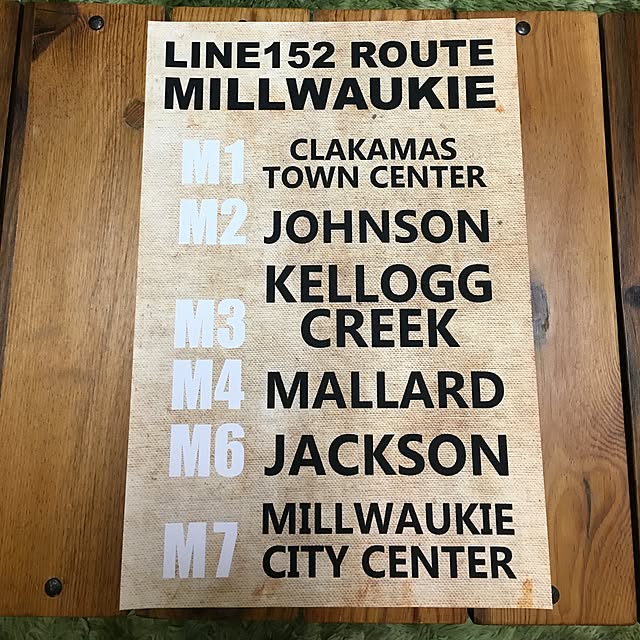 LINE152 ROUTE
MILLWAUKIE
M1 CLAKAMAS
TOWN CENTER
M2 JOHNSON
KELLOGG
M3 CREEK
M4 MALLARD
M6 JACKSON
MILLWAUKIE
M7 CITY CENTER